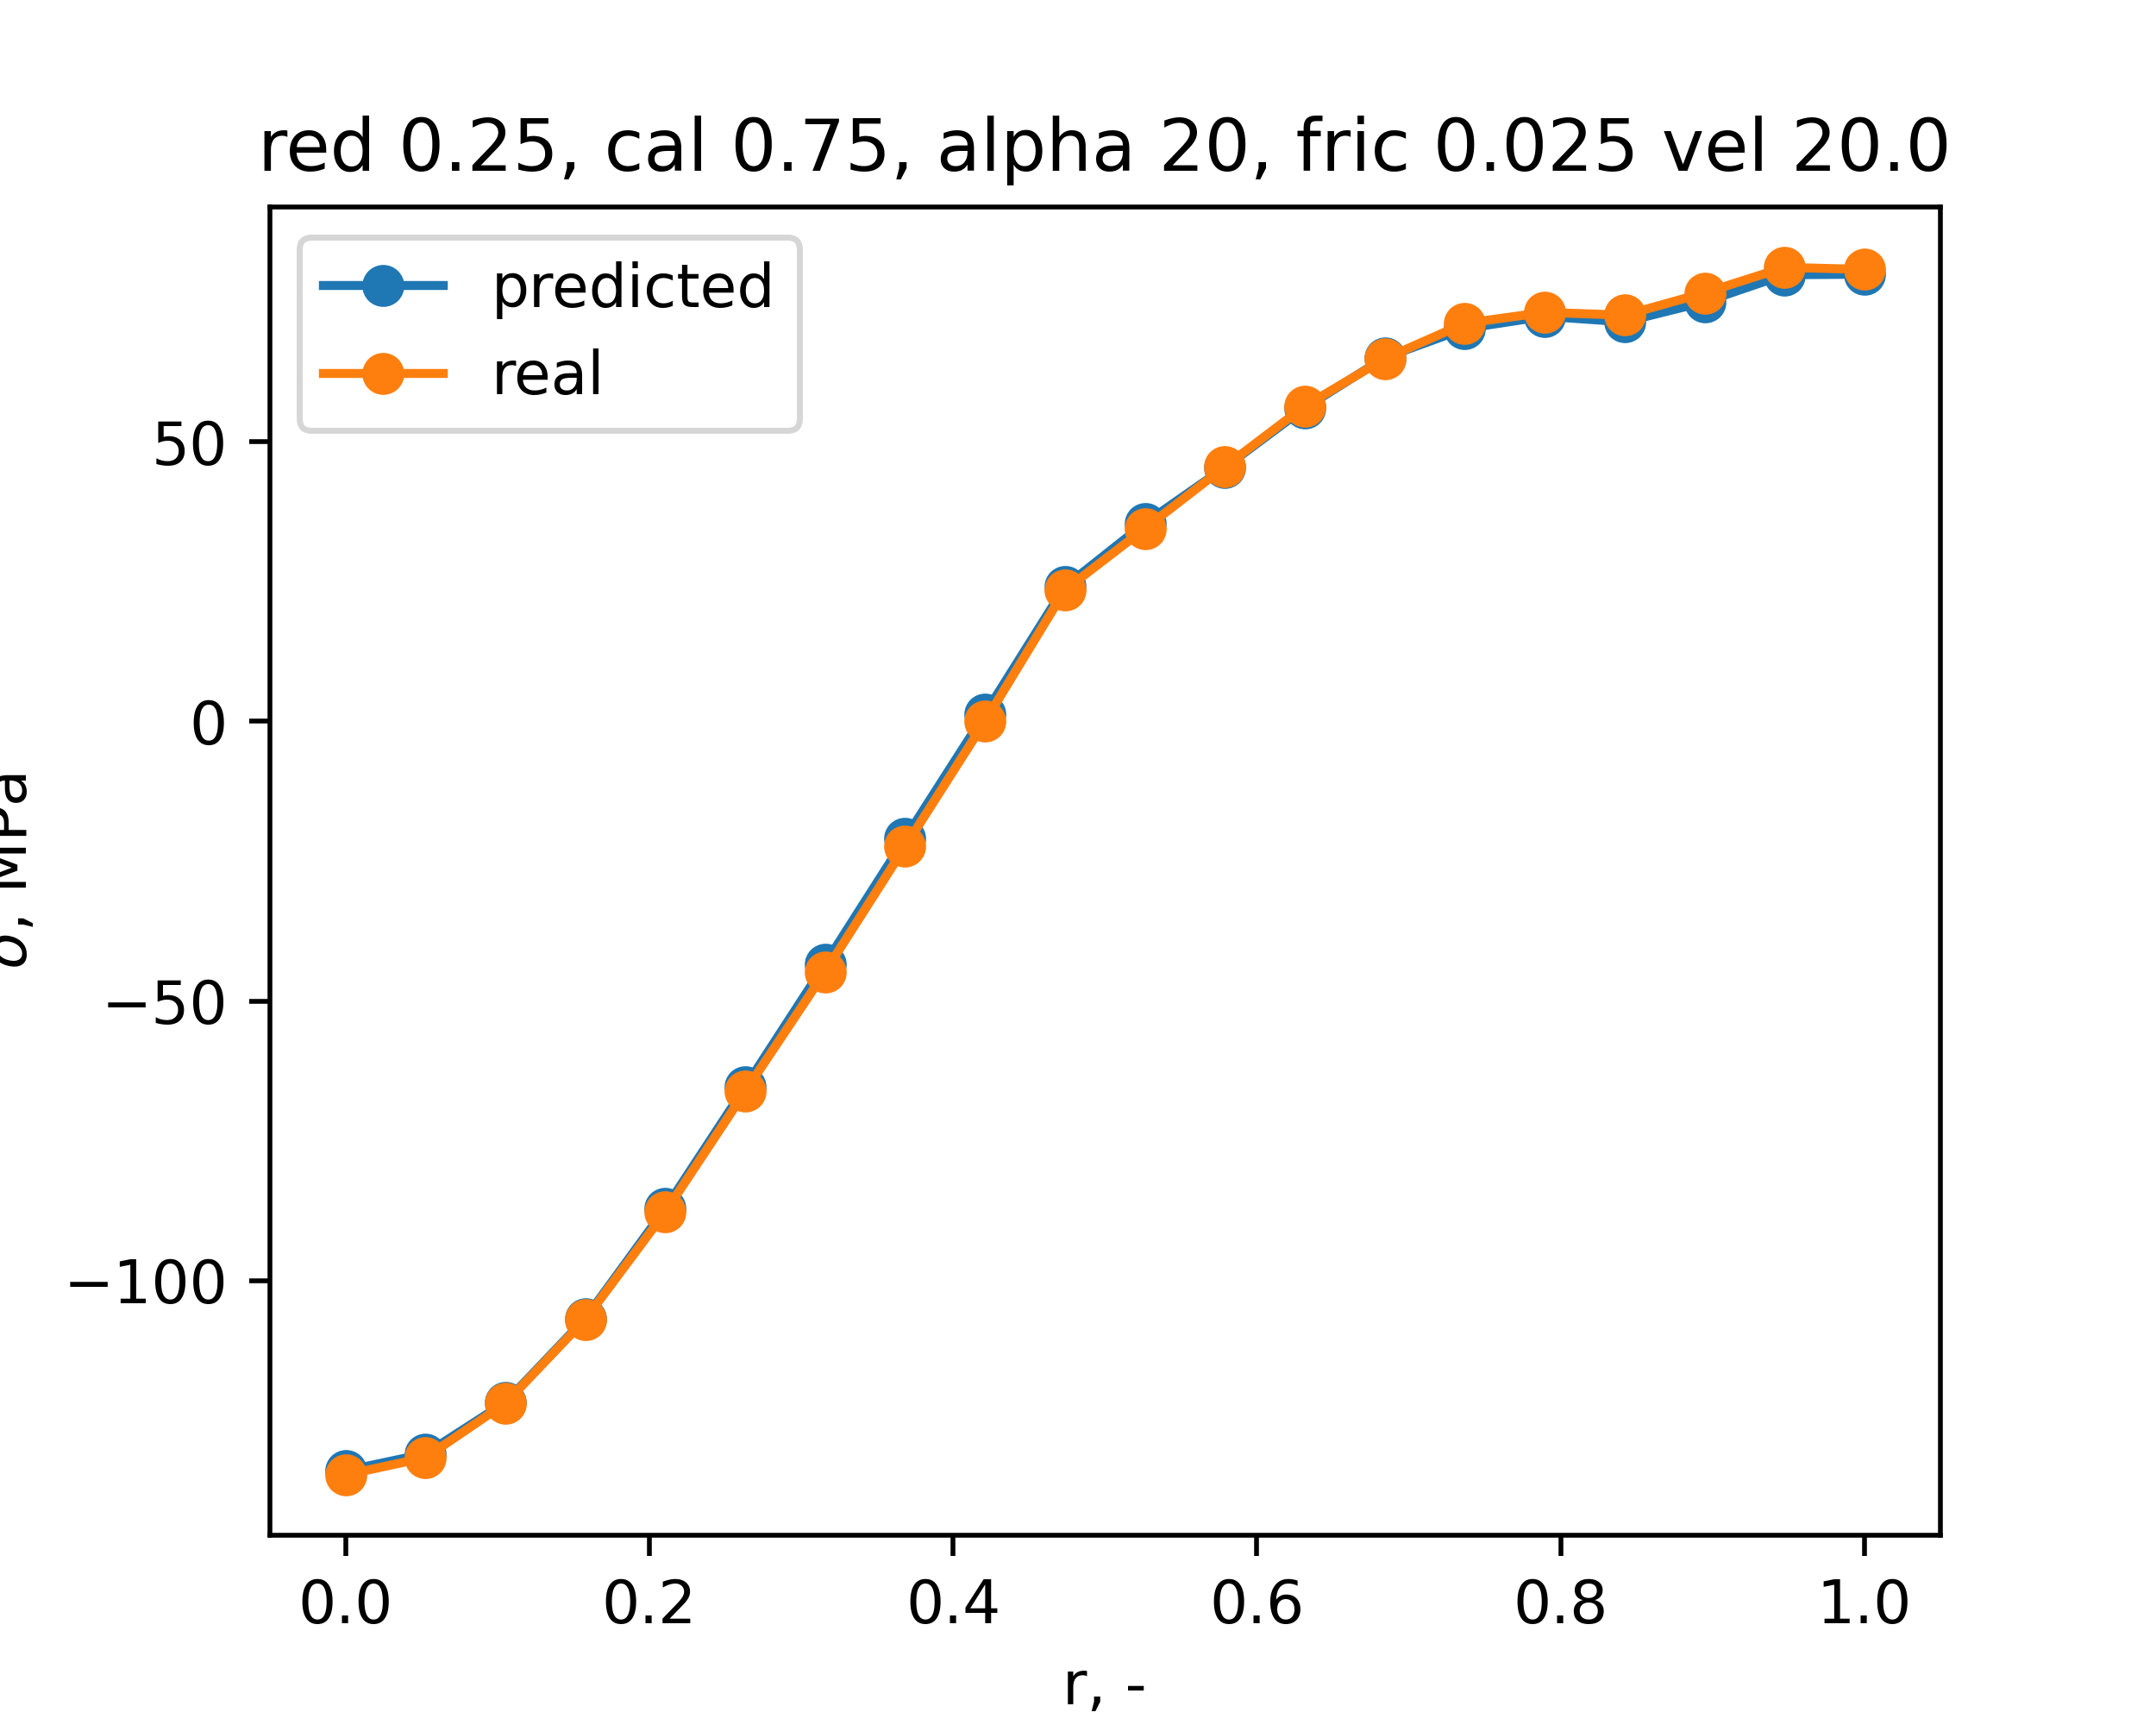 red 0.25, cal 0.75, alpha 20, fric 0.025 vel 20.0
predicted
real
50
0
−50
−100
σ, MPa
0.0 0.2 0.4 0.6 0.8 1.0
r, -